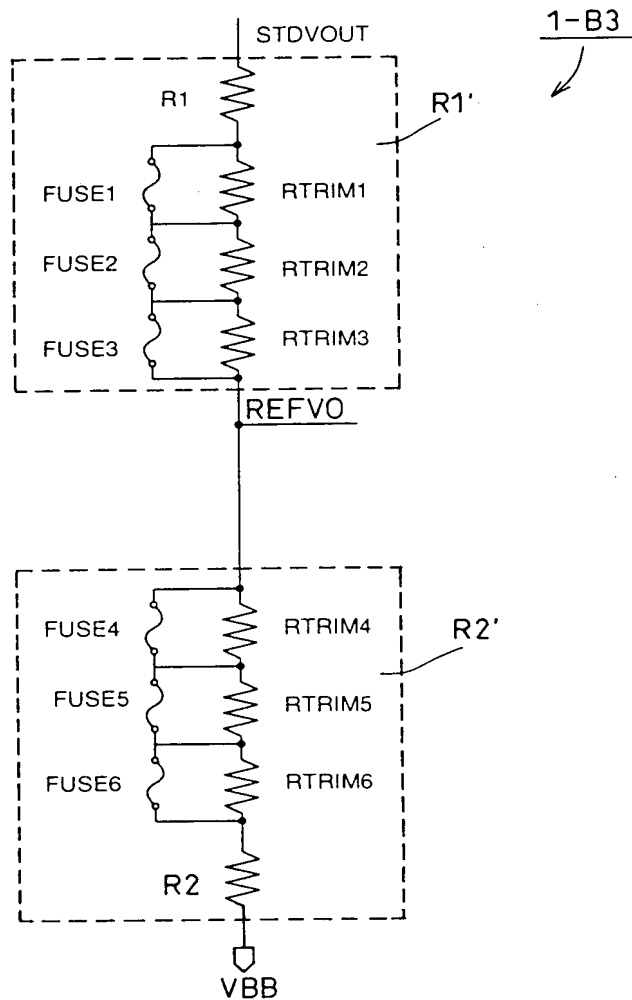 1-B3
STDVOUT
R1
R1'
FUSE1
RTRIM1
FUSE2
RTRIM2
FUSE3
RTRIM3
REFVO
FUSE4
RTRIM4
R2'
FUSE5
RTRIM5
FUSE6
RTRIM6
R2
VBB